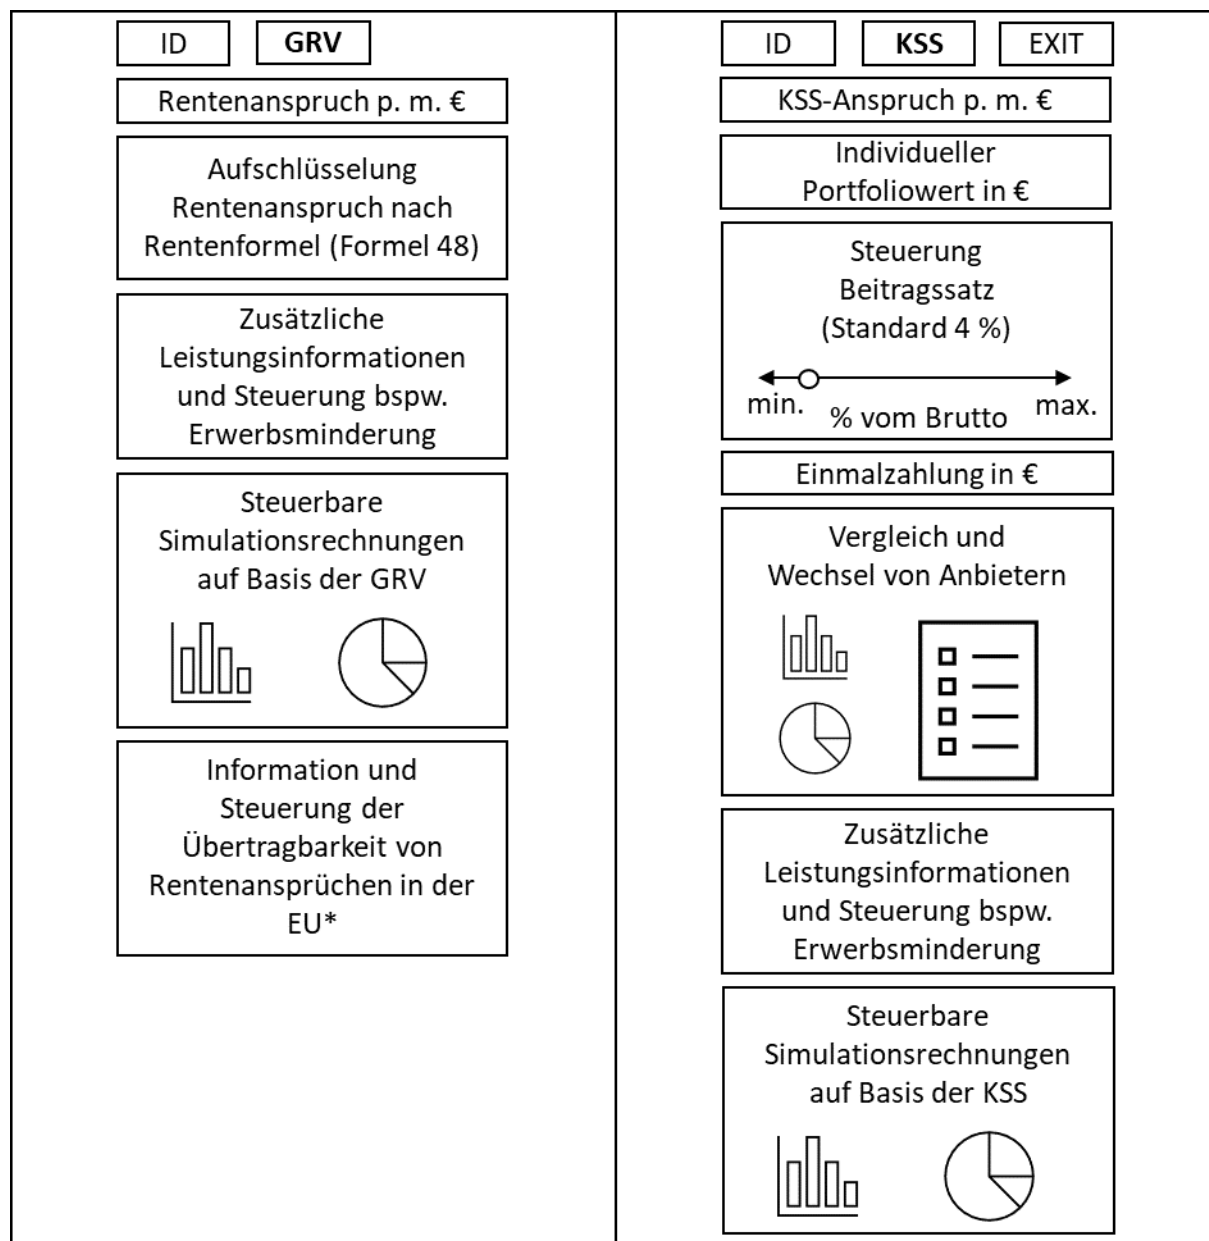 ID
GRV
Rentenanspruch p. m. €
Aufschlüsselung
Rentenanspruch nach
Rentenformel (Formel 48)
Zusätzliche
Leistungsinformationen
und Steuerung bspw.
Erwerbsminderung
Steuerbare
Simulationsrechnungen
auf Basis der GRV
Information und
Steuerung der
Übertragbarkeit von
Rentenansprüchen in der
EU*
ID
KSS
EXIT
KSS-Anspruch p. m. €
Individueller
Portfoliowert in €
Steuerung
Beitragssatz
(Standard 4 %)
min.
% vom Brutto
max.
Einmalzahlung in €
Vergleich und
Wechsel von Anbietern
Zusätzliche
Leistungsinformationen
und Steuerung bspw.
Erwerbsminderung
Steuerbare
Simulationsrechnungen
auf Basis der KSS